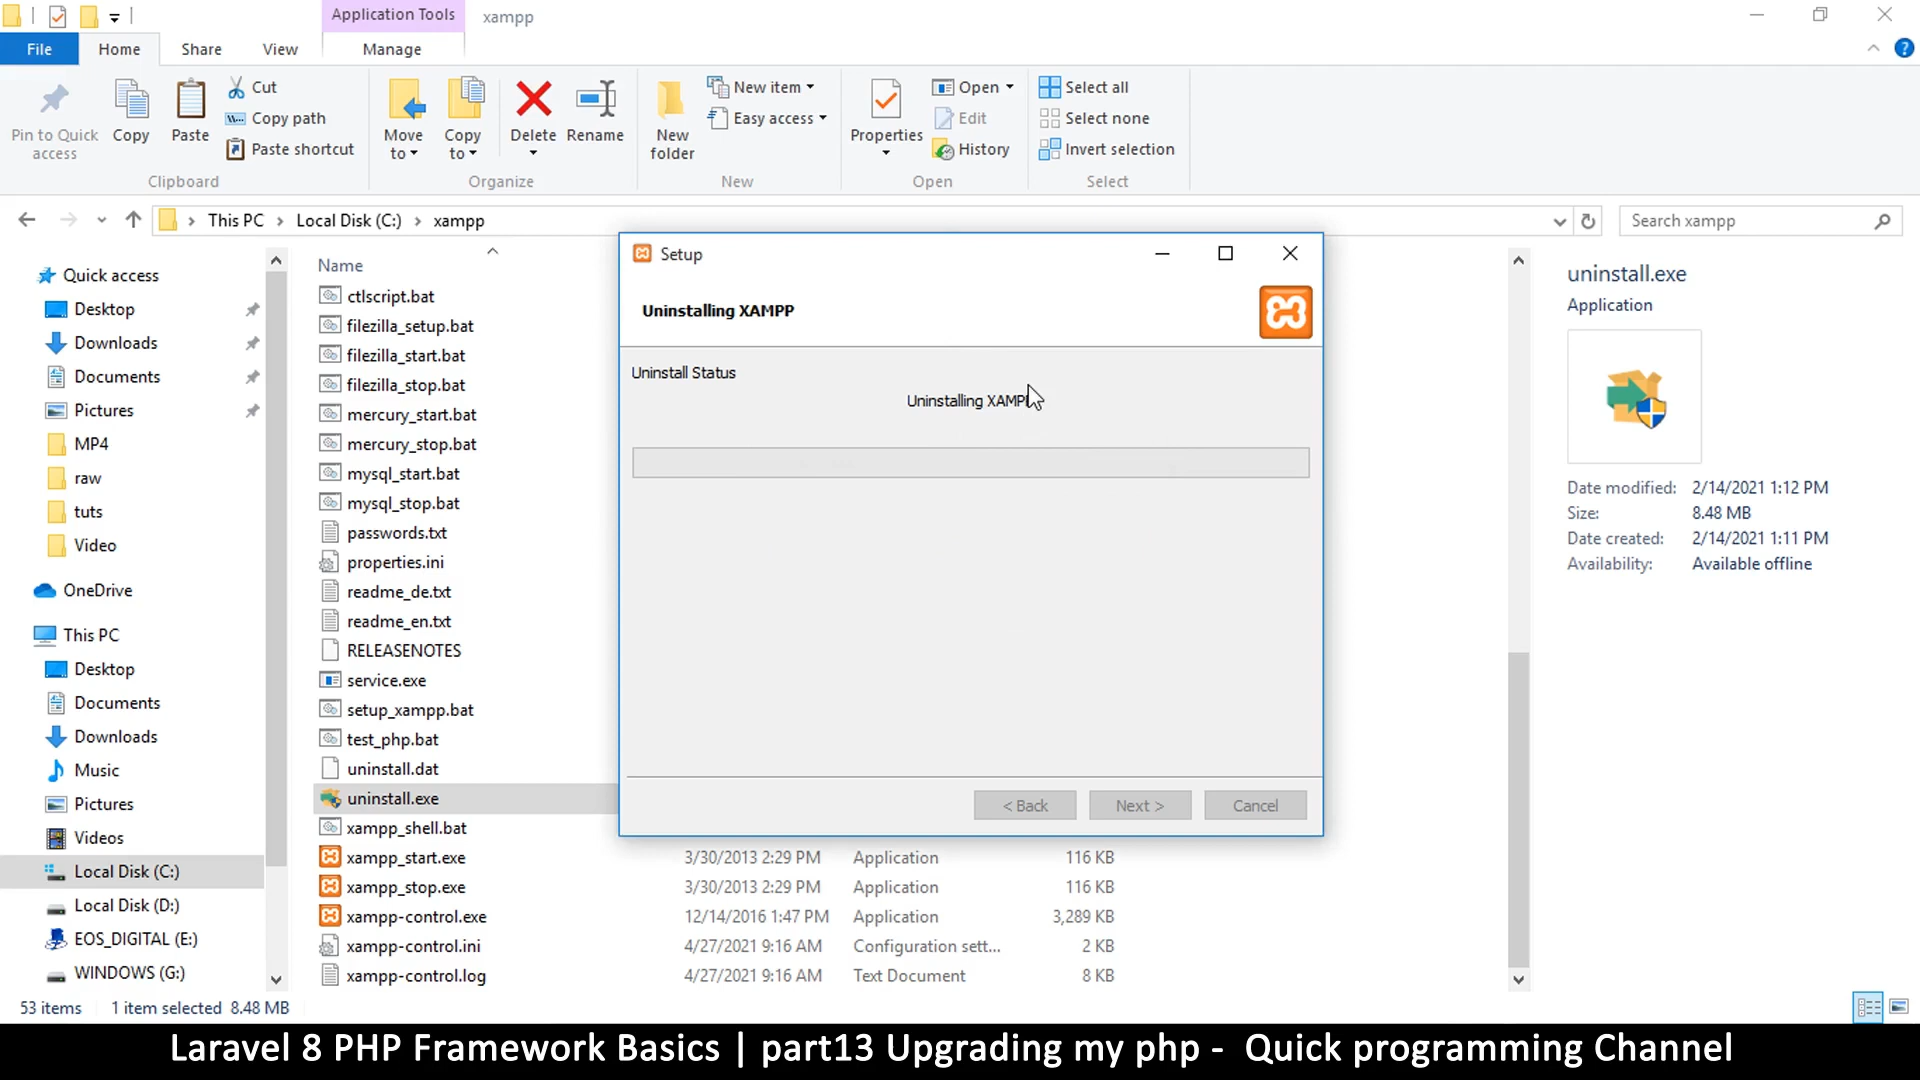 Application Tools
xampp
File
Home
Share
View
Manage
Pin to Quick access
Copy
Paste
Cut
Copy path
Paste shortcut
Clipboard
Move to
Copy to
Delete
Rename
Organize
New folder
New item
Easy access
New
Properties
Open
Edit
History
Open
Select all
Select none
Invert selection
Select
This PC
Local Disk (C:)
xampp
Search xampp
Quick access
Desktop
Downloads
Documents
Pictures
MP4
raw
tuts
Video
OneDrive
This PC
Desktop
Documents
Downloads
Music
Pictures
Videos
Local Disk (C:)
Local Disk (D:)
EOS_DIGITAL (E:)
WINDOWS (G:)
Name
ctlscript.bat
filezilla_setup.bat
filezilla_start.bat
filezilla_stop.bat
mercury_start.bat
mercury_stop.bat
mysql_start.bat
mysql_stop.bat
passwords.txt
properties.ini
readme_de.txt
readme_en.txt
RELEASENOTES
service.exe
setup_xampp.bat
test_php.bat
uninstall.dat
uninstall.exe
xampp_shell.bat
xampp_start.exe 3/30/2013 2:29 PM Application 116 KB
xampp_stop.exe 3/30/2013 2:29 PM Application 116 KB
xampp-control.exe 12/14/2016 1:47 PM Application 3,289 KB
xampp-control.ini 4/27/2021 9:16 AM Configuration sett... 2 KB
xampp-control.log 4/27/2021 9:16 AM Text Document 8 KB
Setup
Uninstalling XAMPP
Uninstall Status
Uninstalling XAMPP
< Back
Next >
Cancel
uninstall.exe
Application
Date modified: 2/14/2021 1:12 PM
Size: 8.48 MB
Date created: 2/14/2021 1:11 PM
Availability: Available offline
53 items
1 item selected 8.48 MB
Laravel 8 PHP Framework Basics | part13 Upgrading my php - Quick programming Channel